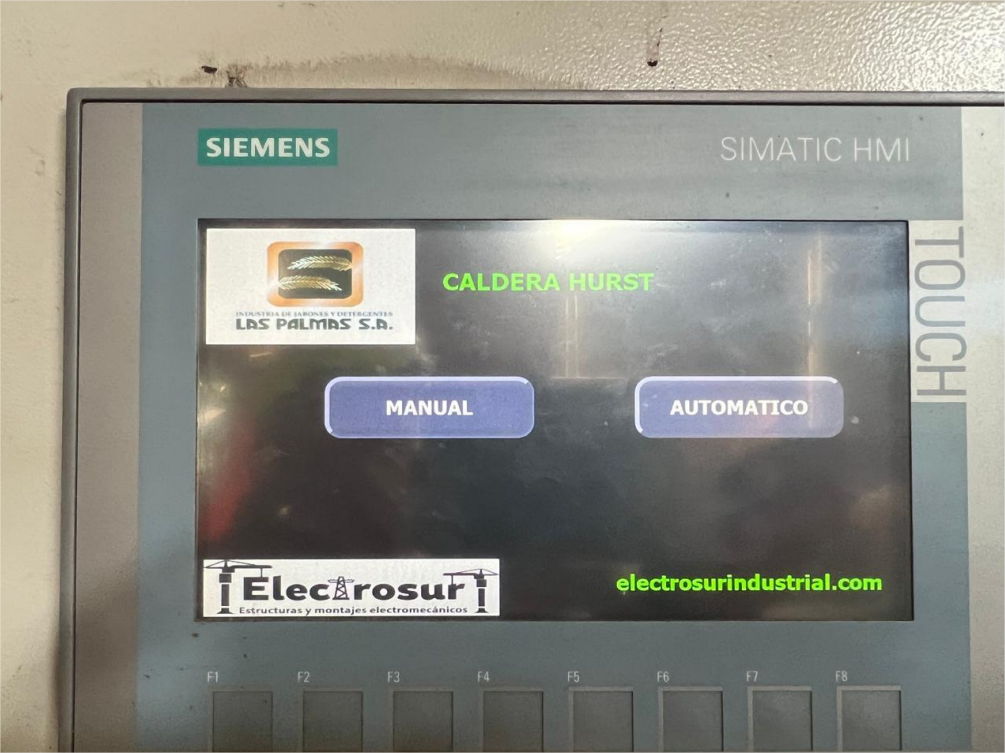 SIEMENS
SIMATIC HMI
TOUCH
INDUSTRIA DE JABONES Y DETERGENTES
LAS PALMAS S.A.
CALDERA HURST
MANUAL
AUTOMATICO
Electrosur
Estructuras y montajes electromecánicos
electrosurindustrial.com
F1 F2 F3 F4 F5 F6 F7 F8